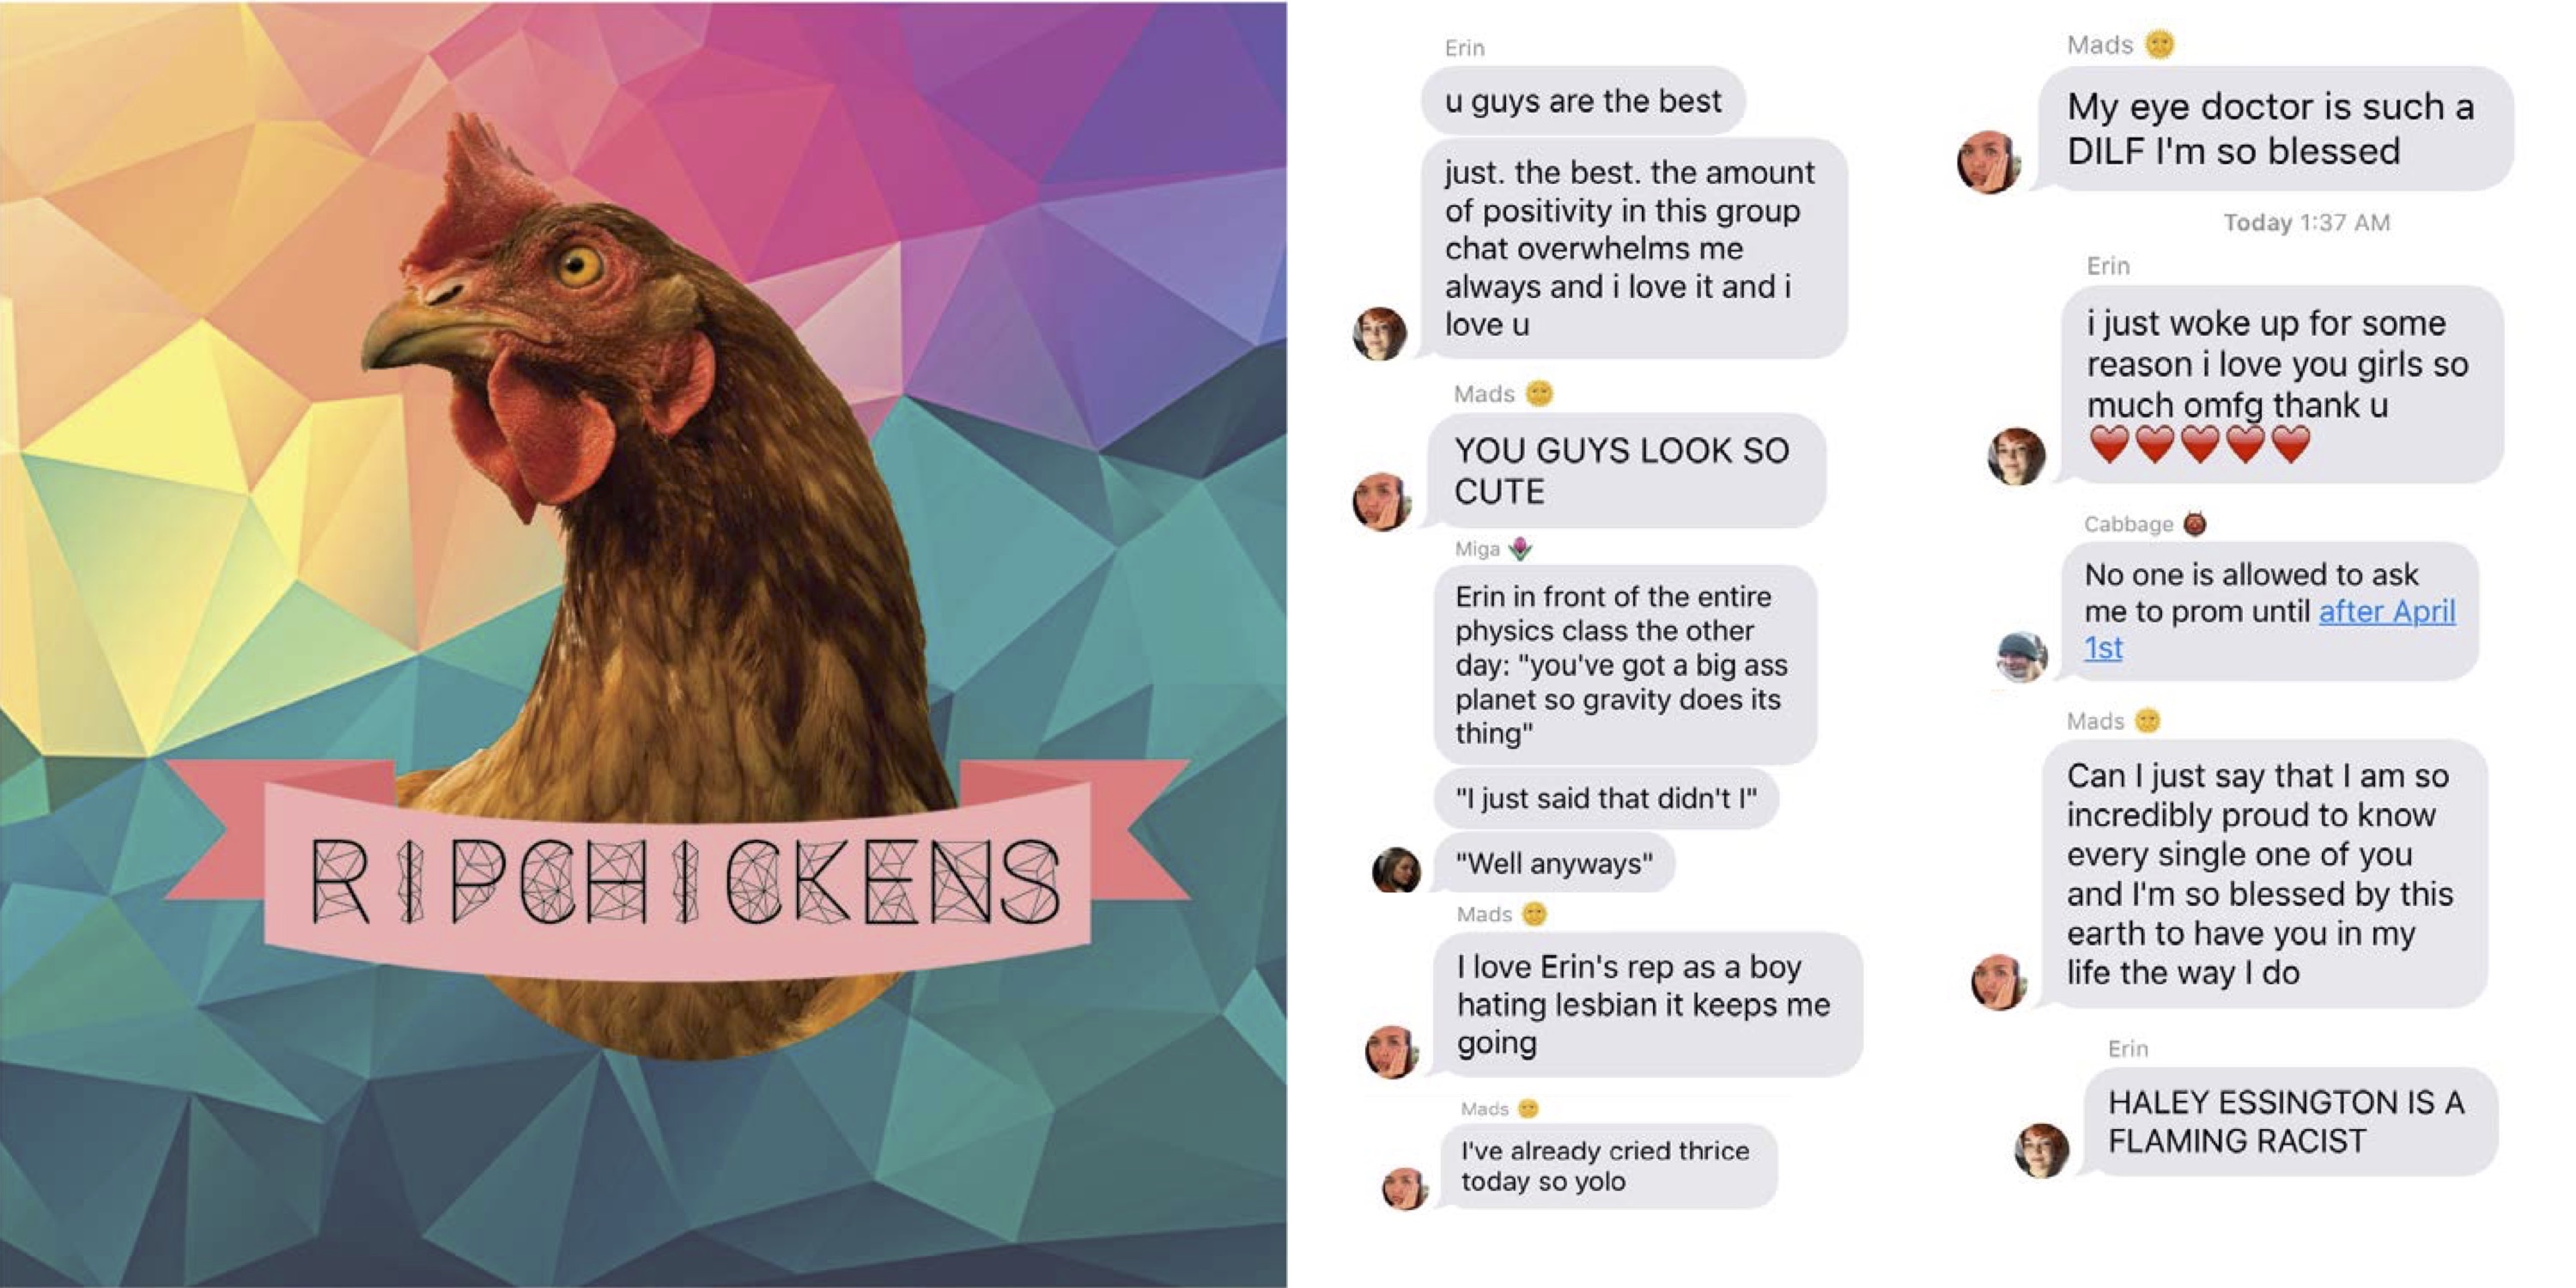 RIPCHICKENS
Erin
u guys are the best
just. the best. the amount
of positivity in this group
chat overwhelms me
always and i love it and i
love u
Mads 🌞
YOU GUYS LOOK SO
CUTE
Miga 🌷
Erin in front of the entire
physics class the other
day: "you've got a big ass
planet so gravity does its
thing"
"I just said that didn't I"
"Well anyways"
Mads 🌞
I love Erin's rep as a boy
hating lesbian it keeps me
going
Mads 🌞
I've already cried thrice
today so yolo
Mads 🌞
My eye doctor is such a
DILF I'm so blessed
Today 1:37 AM
Erin
i just woke up for some
reason i love you girls so
much omfg thank u
❤️❤️❤️❤️❤️
Cabbage 👹
No one is allowed to ask
me to prom until after April
1st
Mads 🌞
Can I just say that I am so
incredibly proud to know
every single one of you
and I'm so blessed by this
earth to have you in my
life the way I do
Erin
HALEY ESSINGTON IS A
FLAMING RACIST